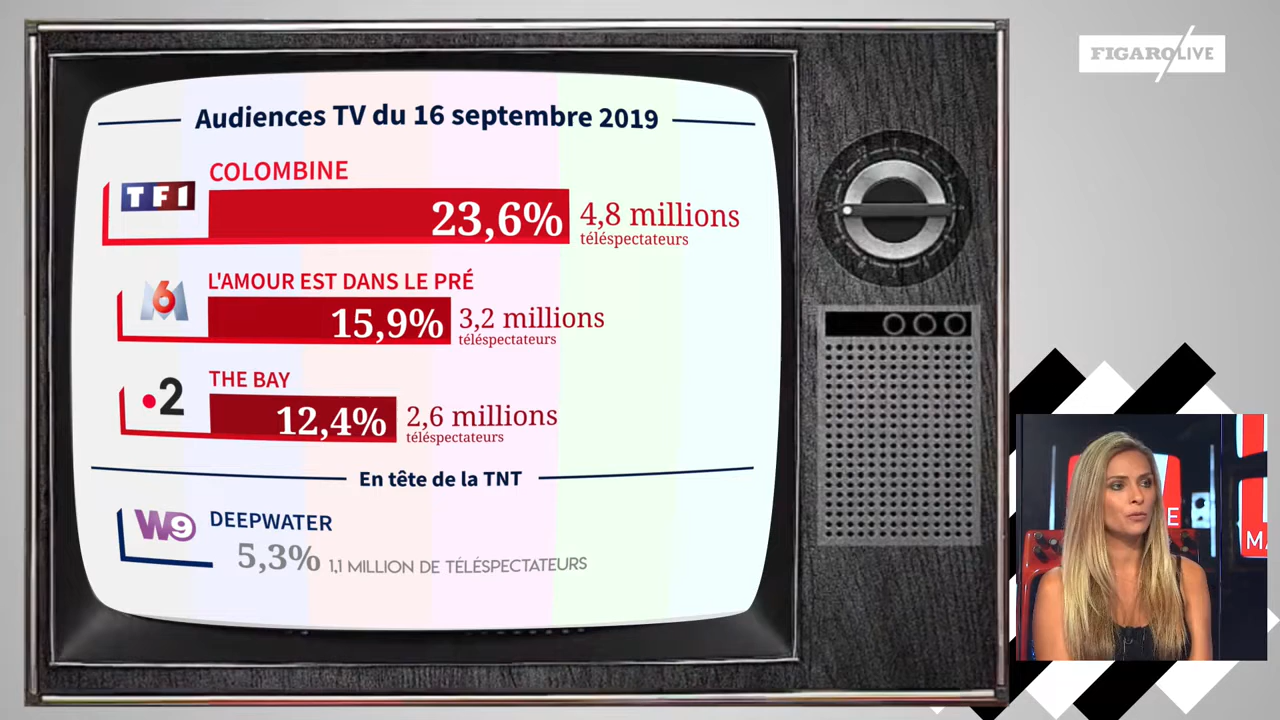 FIGARO LIVE
Audiences TV du 16 septembre 2019
COLOMBINE
TF1
23,6%
4,8 millions
téléspectateurs
L'AMOUR EST DANS LE PRÉ
M6
15,9%
3,2 millions
téléspectateurs
THE BAY
2
12,4%
2,6 millions
téléspectateurs
En tête de la TNT
W9
DEEPWATER
5,3%
1,1 MILLION DE TÉLÉSPECTATEURS
E
MA